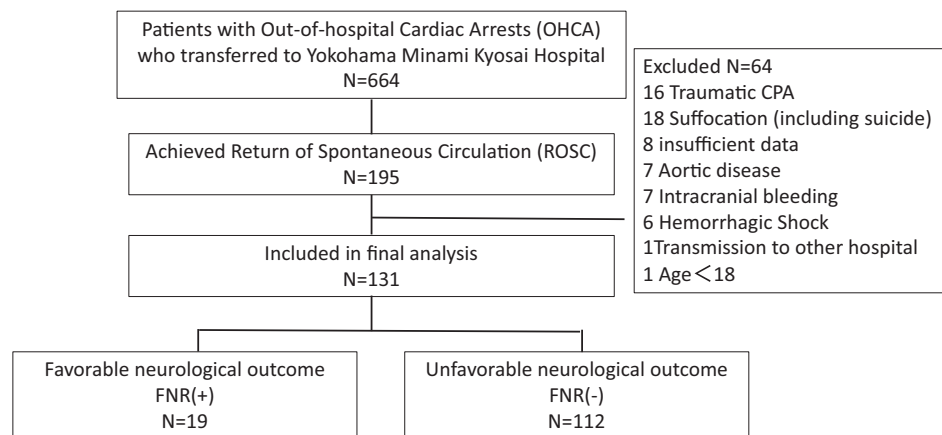 Patients with Out-of-hospital Cardiac Arrests (OHCA)
who transferred to Yokohama Minami Kyosai Hospital
N=664
Excluded N=64
16 Traumatic CPA
18 Suffocation (including suicide)
8 insufficient data
7 Aortic disease
7 Intracranial bleeding
6 Hemorrhagic Shock
1Transmission to other hospital
1 Age＜18
Achieved Return of Spontaneous Circulation (ROSC)
N=195
Included in final analysis
N=131
Favorable neurological outcome
FNR(+)
N=19
Unfavorable neurological outcome
FNR(-)
N=112